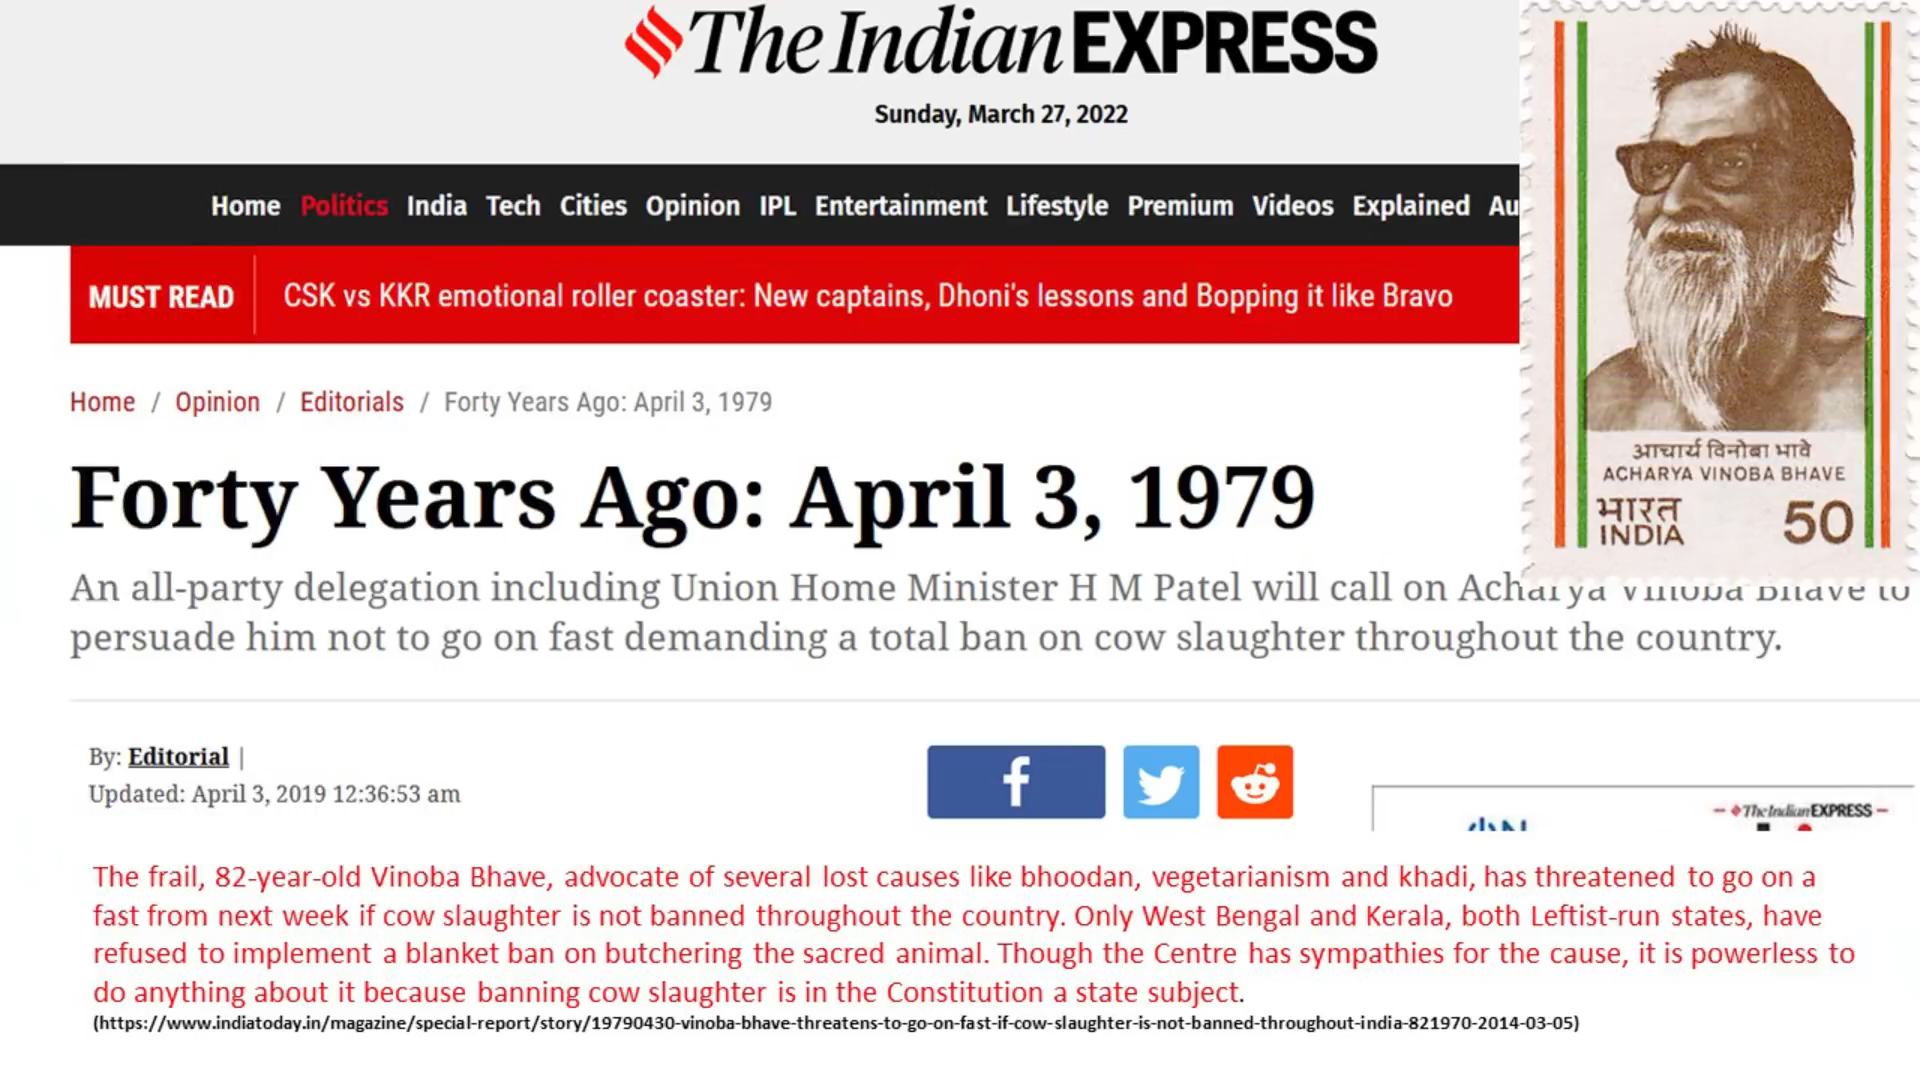 The Indian EXPRESS
Sunday, March 27, 2022
Home Politics India Tech Cities Opinion IPL Entertainment Lifestyle Premium Videos Explained Au
MUST READ CSK vs KKR emotional roller coaster: New captains, Dhoni's lessons and Bopping it like Bravo
Home / Opinion / Editorials / Forty Years Ago: April 3, 1979
आचार्य विनोबा भावे
ACHARYA VINOBA BHAVE
भारत
INDIA 50
Forty Years Ago: April 3, 1979
An all-party delegation including Union Home Minister H M Patel will call on Acharya Vinoba Bhave to
persuade him not to go on fast demanding a total ban on cow slaughter throughout the country.
By: Editorial |
Updated: April 3, 2019 12:36:53 am
The Indian EXPRESS
The frail, 82-year-old Vinoba Bhave, advocate of several lost causes like bhoodan, vegetarianism and khadi, has threatened to go on a
fast from next week if cow slaughter is not banned throughout the country. Only West Bengal and Kerala, both Leftist-run states, have
refused to implement a blanket ban on butchering the sacred animal. Though the Centre has sympathies for the cause, it is powerless to
do anything about it because banning cow slaughter is in the Constitution a state subject.
(https://www.indiatoday.in/magazine/special-report/story/19790430-vinoba-bhave-threatens-to-go-on-fast-if-cow-slaughter-is-not-banned-throughout-india-821970-2014-03-05)